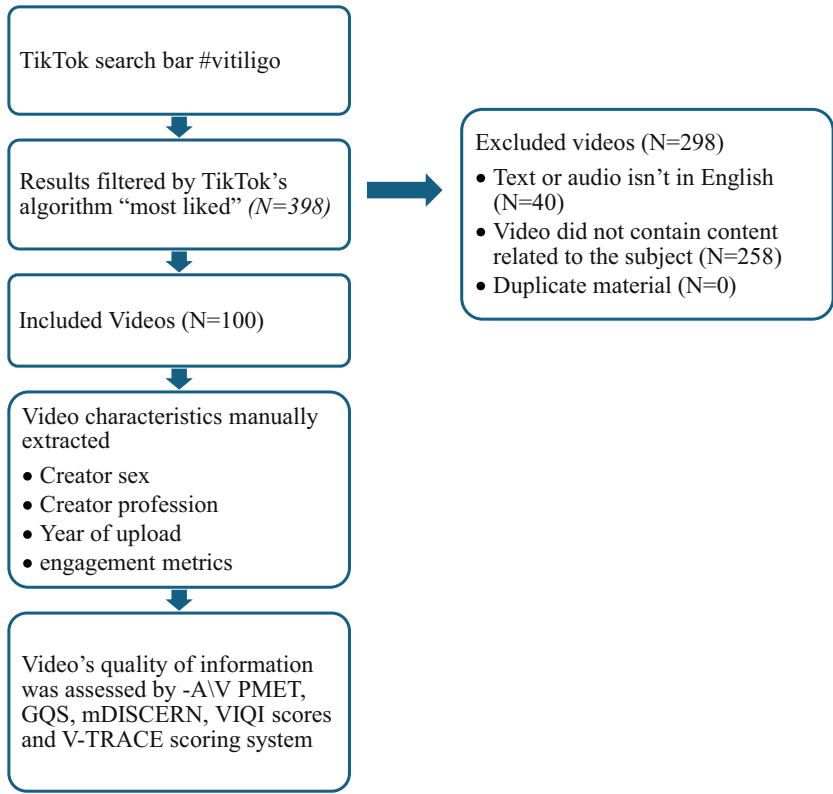 TikTok search bar #vitiligo
Results filtered by TikTok's
algorithm “most liked” (N=398)
Excluded videos (N=298)
• Text or audio isn't in English
(N=40)
• Video did not contain content
related to the subject (N=258)
• Duplicate material (N=0)
Included Videos (N=100)
Video characteristics manually
extracted
• Creator sex
• Creator profession
• Year of upload
• engagement metrics
Video's quality of information
was assessed by -A\V PMET,
GQS, mDISCERN, VIQI scores
and V-TRACE scoring system